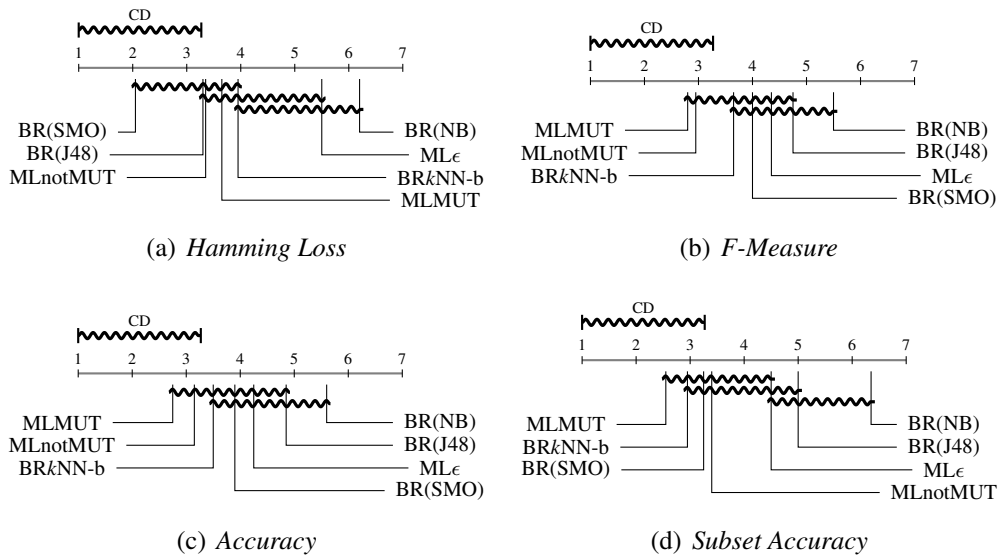 CD
1 2 3 4 5 6 7
BR(SMO) BR(NB)
BR(J48) MLϵ
MLnotMUT BRkNN-b
MLMUT
(a) Hamming Loss
CD
1 2 3 4 5 6 7
MLMUT BR(NB)
MLnotMUT BR(J48)
BRkNN-b MLϵ
BR(SMO)
(b) F-Measure
CD
1 2 3 4 5 6 7
MLMUT BR(NB)
MLnotMUT BR(J48)
BRkNN-b MLϵ
BR(SMO)
(c) Accuracy
CD
1 2 3 4 5 6 7
MLMUT BR(NB)
BRkNN-b BR(J48)
BR(SMO) MLϵ
MLnotMUT
(d) Subset Accuracy